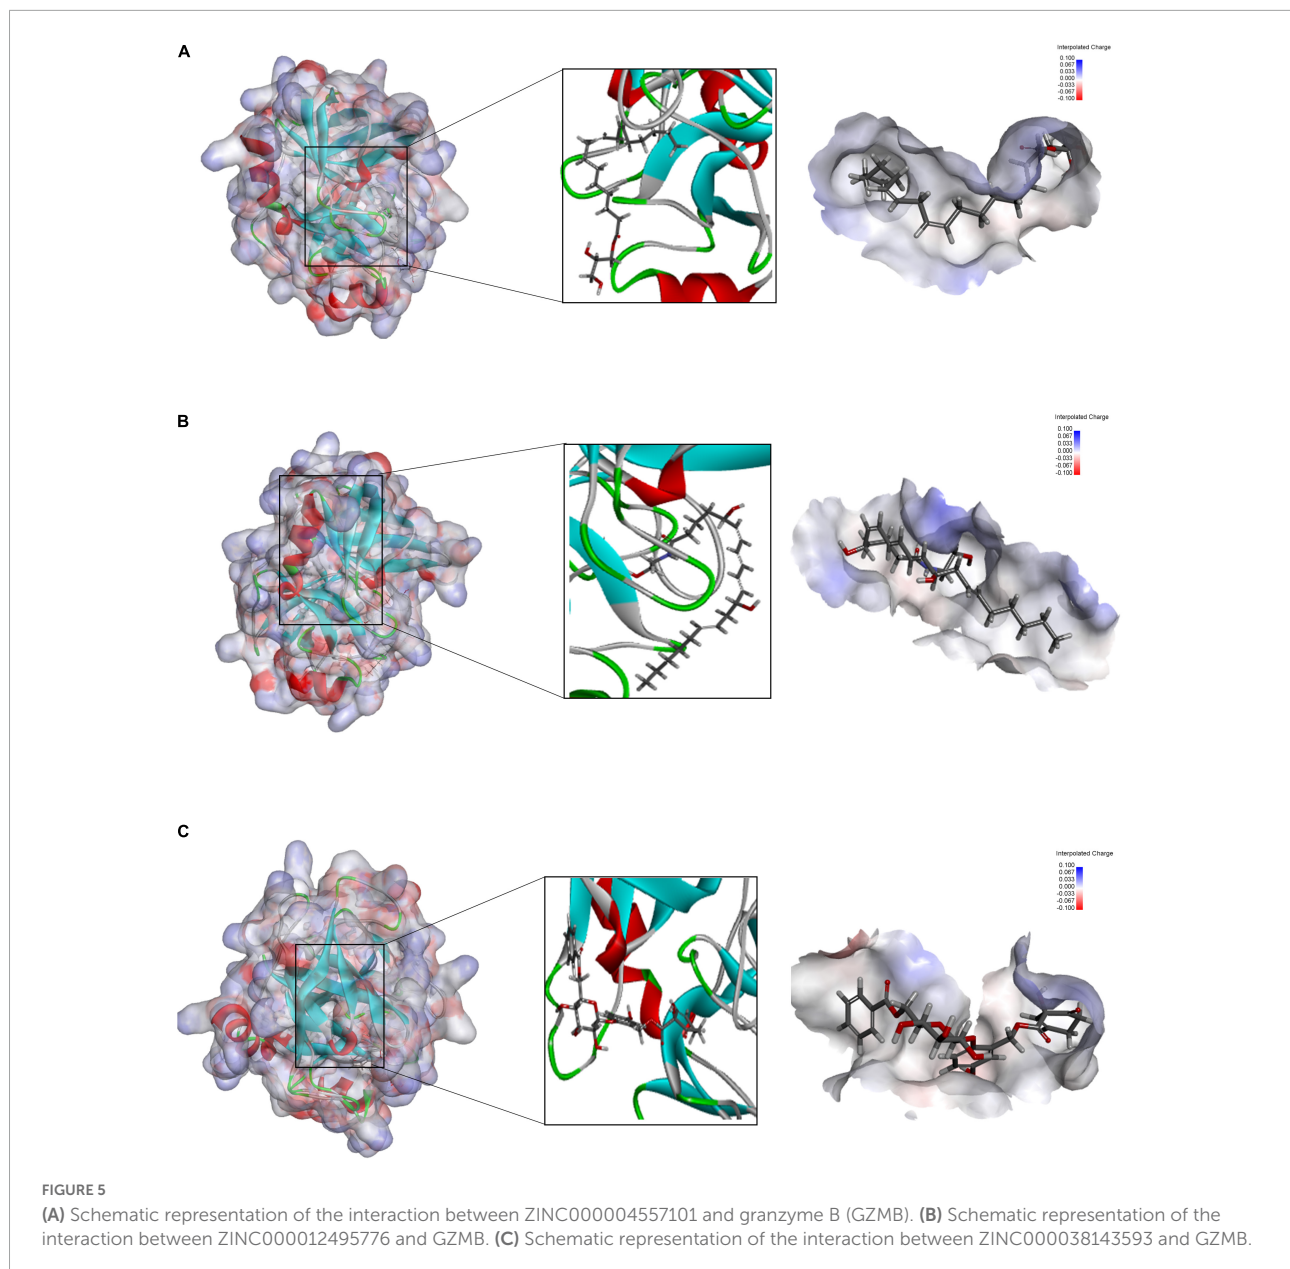 A
Interpolated Charge
0.100
0.067
0.033
0.000
-0.033
-0.067
-0.100
B
Interpolated Charge
0.100
0.067
0.033
0.000
-0.033
-0.067
-0.100
C
Interpolated Charge
0.100
0.067
0.033
0.000
-0.033
-0.067
-0.100
FIGURE 5
(A) Schematic representation of the interaction between ZINC000004557101 and granzyme B (GZMB). (B) Schematic representation of the
interaction between ZINC000012495776 and GZMB. (C) Schematic representation of the interaction between ZINC000038143593 and GZMB.